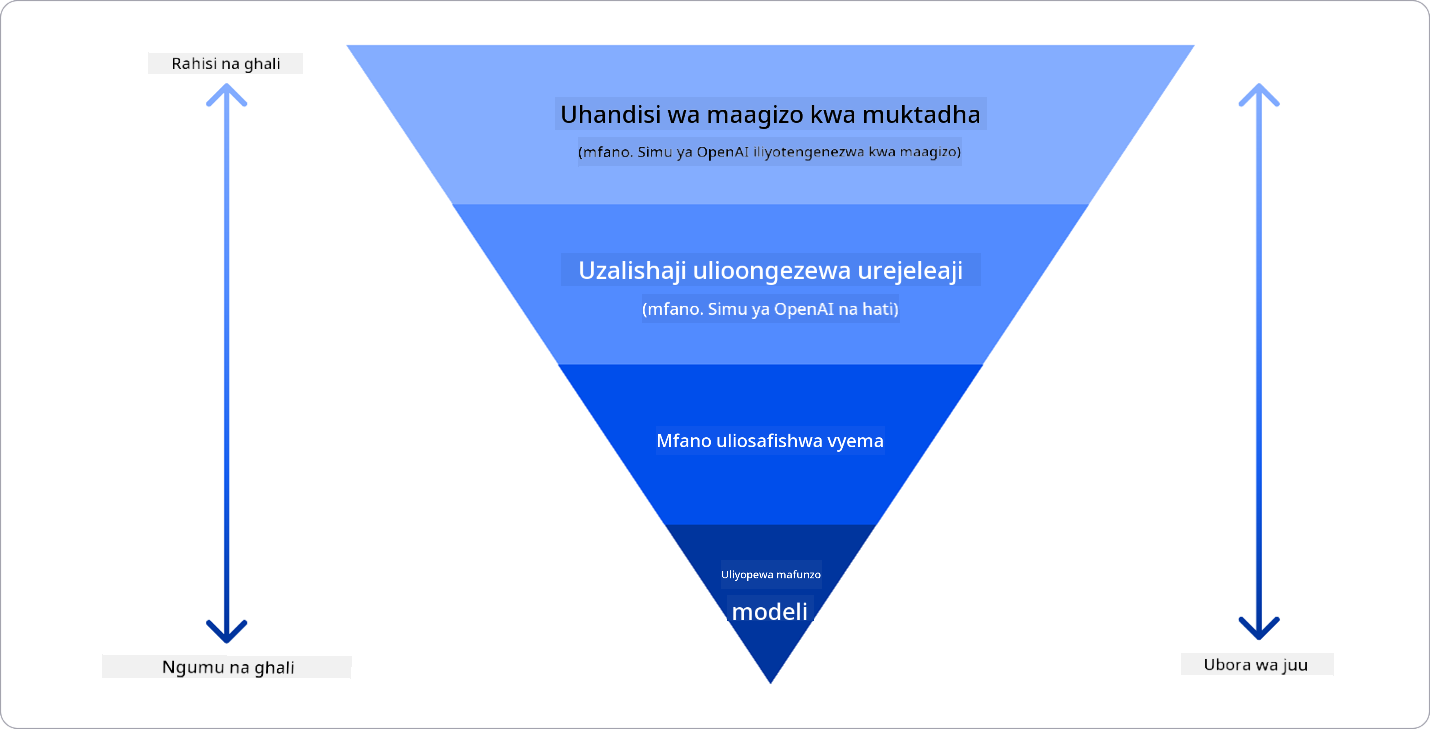 Rahisi na ghali
Uhandisi wa maagizo kwa muktadha
(mfano. Simu ya OpenAI iliyotengenezwa kwa maagizo)
Uzalishaji ulioongezewa urejeleaji
(mfano. Simu ya OpenAI na hati)
Mfano uliosafishwa vyema
Uliyopewa mafunzo
modeli
Ngumu na ghali
Ubora wa juu